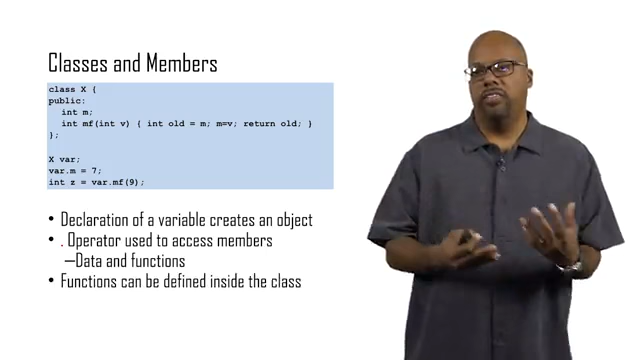 Classes and Members
class X {
public:
int m;
int mf(int v) { int old = m; m=v; return old; }
};
X var;
var.m = 7;
int z = var.mf(9);
• Declaration of a variable creates an object
• . Operator used to access members
—Data and functions
• Functions can be defined inside the class